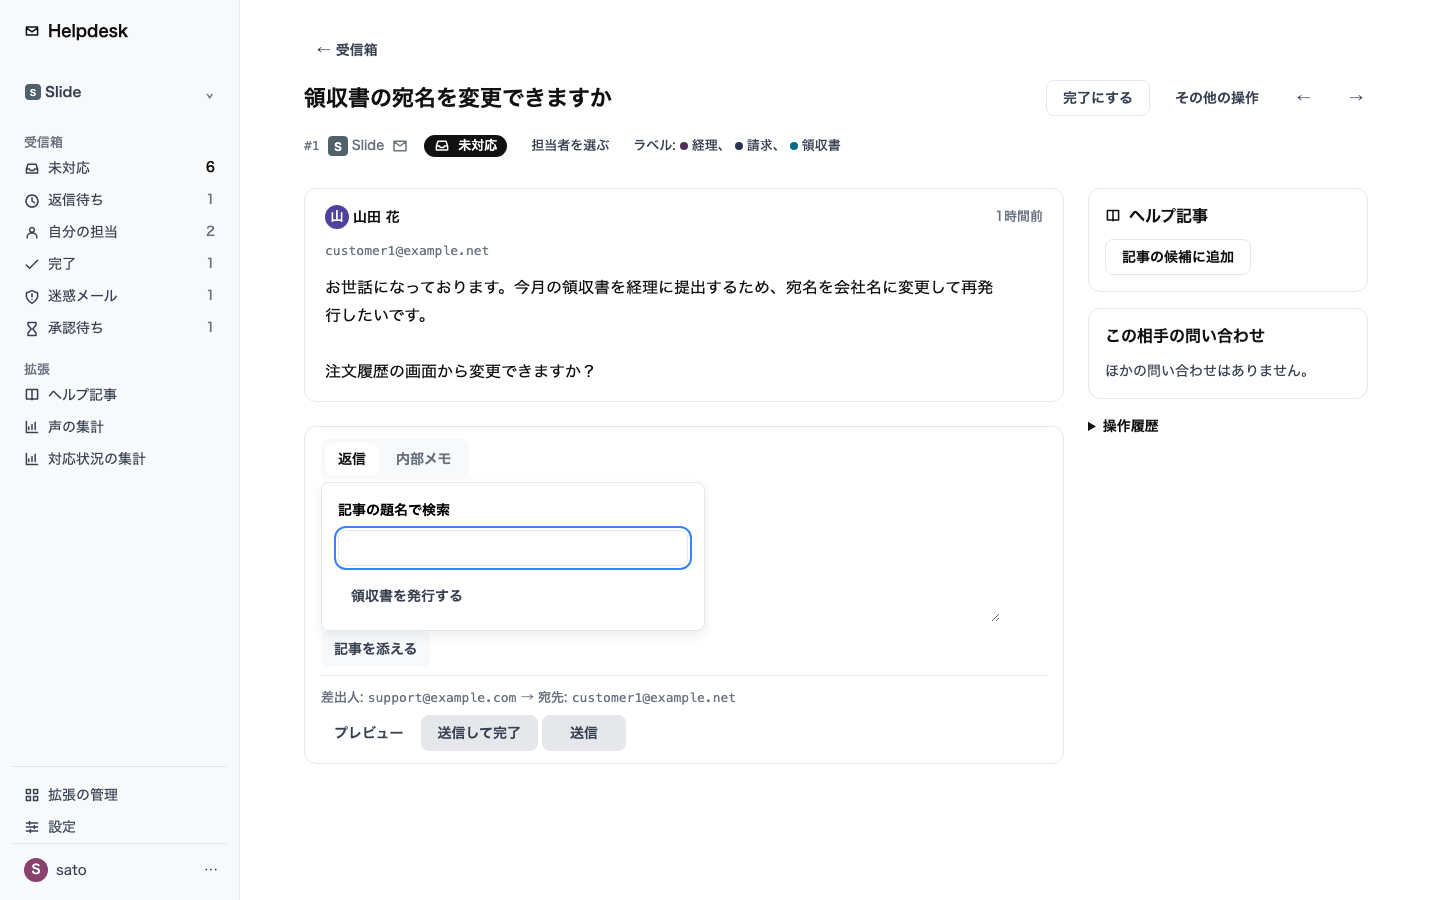 Helpdesk
S Slide
受信箱
未対応 6
返信待ち 1
自分の担当 2
完了 1
迷惑メール 1
承認待ち 1
拡張
ヘルプ記事
声の集計
対応状況の集計
拡張の管理
設定
S sato ...
← 受信箱
領収書の宛名を変更できますか
完了にする その他の操作 ← →
#1 S Slide 未対応 担当者を選ぶ ラベル: 経理、 請求、 領収書
山 山田 花 1時間前
customer1@example.net
お世話になっております。今月の領収書を経理に提出するため、宛名を会社名に変更して再発
行したいです。
注文履歴の画面から変更できますか？
返信 内部メモ
記事の題名で検索
領収書を発行する
記事を添える
差出人: support@example.com → 宛先: customer1@example.net
プレビュー 送信して完了 送信
ヘルプ記事
記事の候補に追加
この相手の問い合わせ
ほかの問い合わせはありません。
▶ 操作履歴